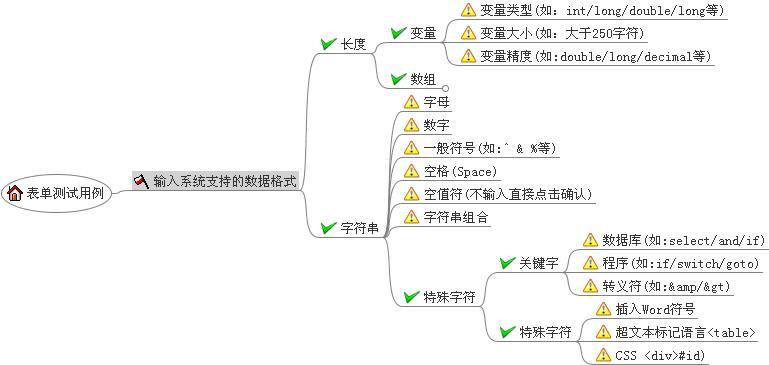 表单测试用例
输入系统支持的数据格式
长度
变量
变量类型(如: int/long/double/long等)
变量大小(如: 大于250字符)
变量精度(如:double/long/decimal等)
数组
字符串
字母
数字
一般符号(如:^ & %等)
空格(Space)
空值符(不输入直接点击确认)
字符串组合
特殊字符
关键字
数据库(如:select/and/if)
程序(如:if/switch/goto)
转义符(如:&amp/&gt)
特殊字符
插入Word符号
超文本标记语言<table>
CSS <div>#id)